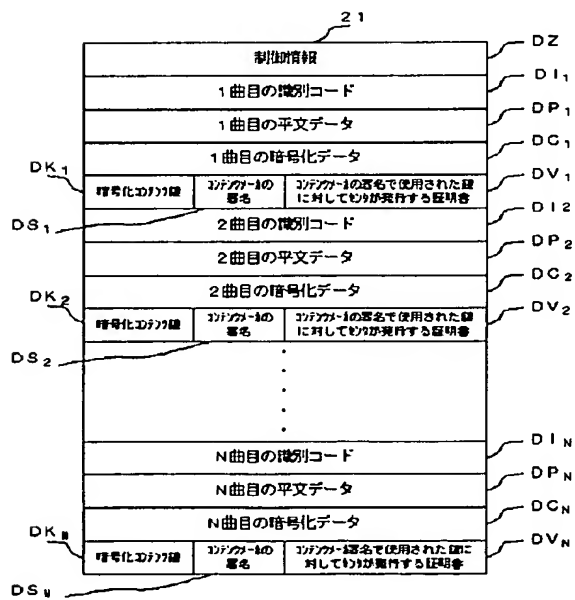 21
制御情報 DZ
1曲目の識別コード DI1
1曲目の平文データ DP1
1曲目の暗号化データ DC1
DK1 暗号化コンテンツ鍵 コンテンツメーカの署名 コンテンツメーカの署名で使用された鍵に対してセンタが発行する証明書 DV1
DS1
2曲目の識別コード DI2
2曲目の平文データ DP2
2曲目の暗号化データ DC2
DK2 暗号化コンテンツ鍵 コンテンツメーカの署名 コンテンツメーカの署名で使用された鍵に対してセンタが発行する証明書 DV2
DS2
N曲目の識別コード DIN
N曲目の平文データ DPN
N曲目の暗号化データ DCN
DKN 暗号化コンテンツ鍵 コンテンツメーカの署名 コンテンツメーカ署名で使用された鍵に対してセンタが発行する証明書 DVN
DSN